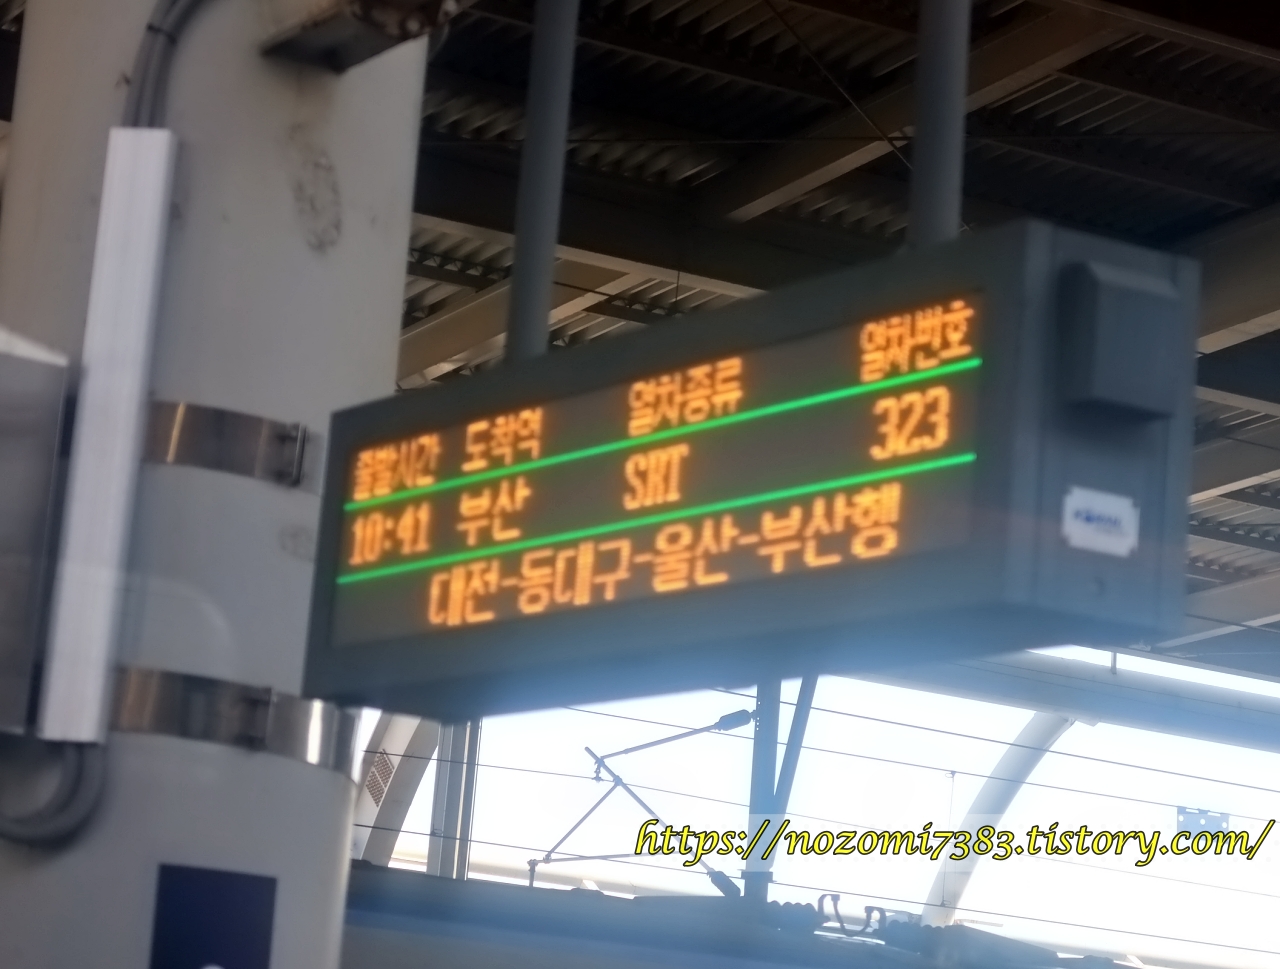 출발시간 도착역 열차종류 열차번호
10:41 부산 SRT 323
대전-동대구-울산-부산행
https://nozomi7383.tistory.com/